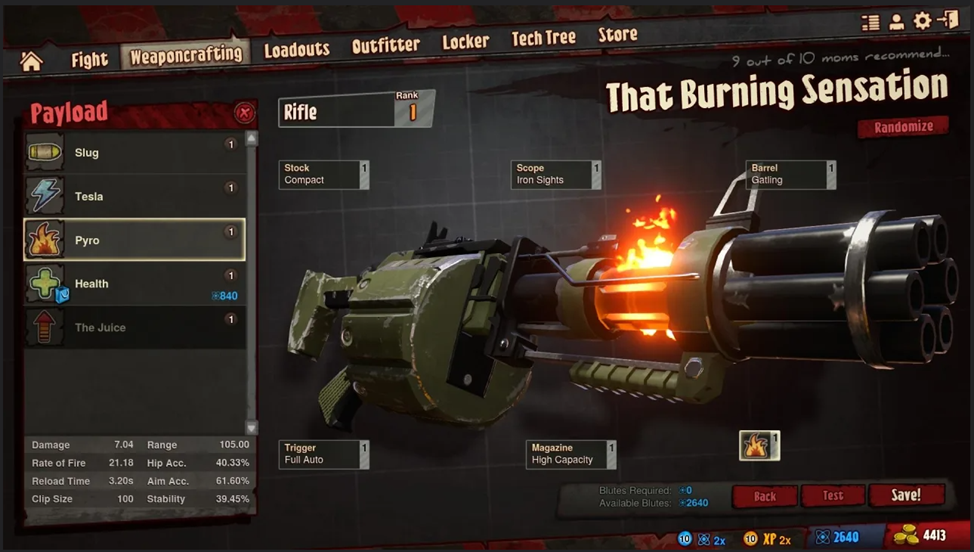 Fight
Weaponcrafting
Loadouts
Outfitter
Locker
Tech Tree
Store
9 out of 10 moms recommend...
That Burning Sensation
Randomize
Payload
Slug 1
Tesla 1
Pyro 1
Health 1
+840
The Juice 1
Damage 7.04 Range 105.00
Rate of Fire 21.18 Hip Acc. 40.33%
Reload Time 3.20s Aim Acc. 61.60%
Clip Size 100 Stability 39.45%
Rifle
Rank
1
Stock 1
Compact
Scope 1
Iron Sights
Barrel 1
Gatling
Trigger 1
Full Auto
Magazine 1
High Capacity
1
Blutes Required: +0
Available Blutes: +2640
Back
Test
Save!
10 2x
10 XP 2x
2640
4413